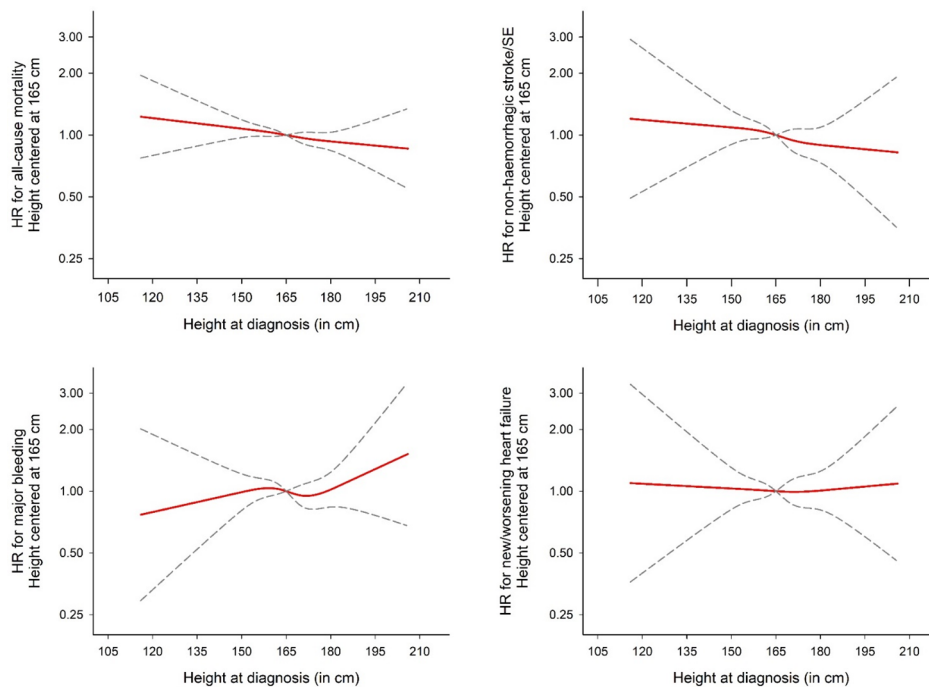 HR for all-cause mortality
Height centered at 165 cm
3.00
2.00
1.00
0.50
0.25
105 120 135 150 165 180 195 210
Height at diagnosis (in cm)
HR for non-haemorrhagic stroke/SE
Height centered at 165 cm
3.00
2.00
1.00
0.50
0.25
105 120 135 150 165 180 195 210
Height at diagnosis (in cm)
HR for major bleeding
Height centered at 165 cm
3.00
2.00
1.00
0.50
0.25
105 120 135 150 165 180 195 210
Height at diagnosis (in cm)
HR for new/worsening heart failure
Height centered at 165 cm
3.00
2.00
1.00
0.50
0.25
105 120 135 150 165 180 195 210
Height at diagnosis (in cm)